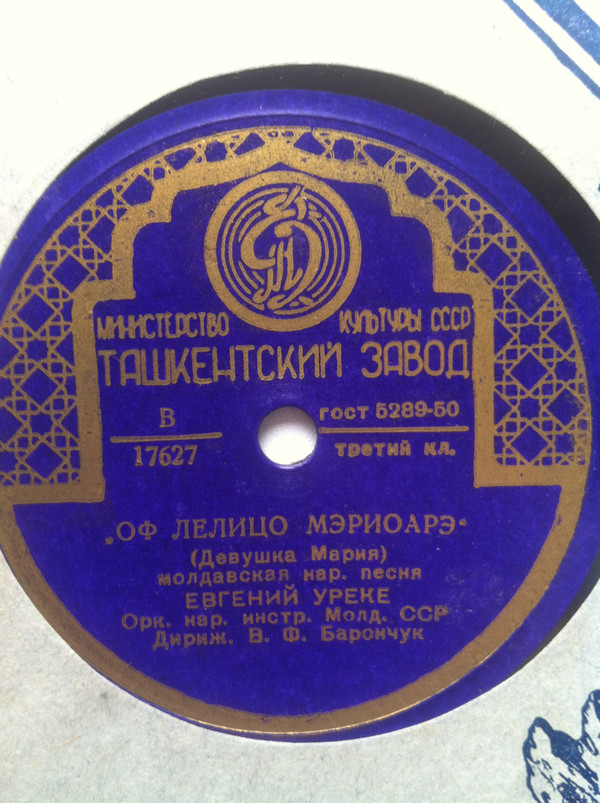 МИНИСТЕРСТВО КУЛЬТУРЫ СССР
ТАШКЕНТСКИЙ ЗАВОД
В
17627
ГОСТ 5289-50
третий кл.
„ОФ ЛЕЛИЦО МЭРИОАРЭ“
(Девушка Мария)
молдавская нар. песня
ЕВГЕНИЙ УРЕКЕ
Орк. нар. инстр. Молд. ССР
Дириж. В. Ф. Барончук